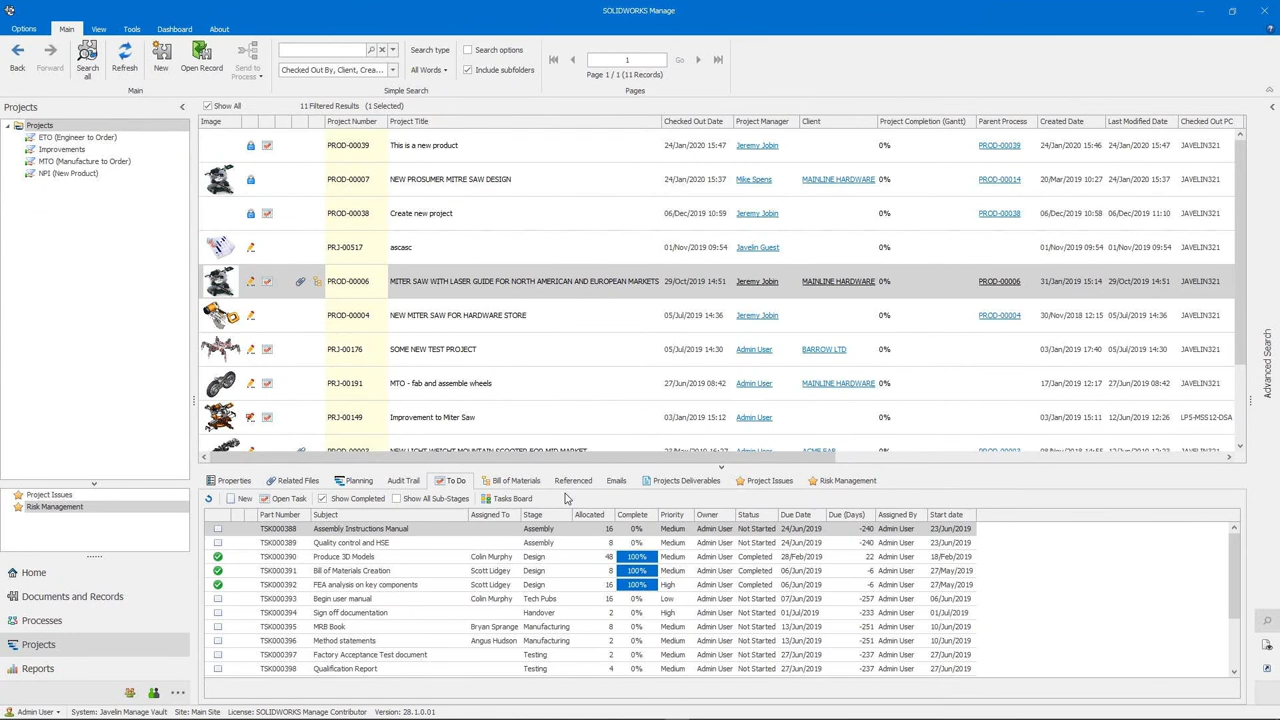 SOLIDWORKS Manage
Options Main View Tools Dashboard About
Back Forward Search all Refresh New Open Record Send to Process
Main
Search type Search options
Checked Out By, Client, Crea... All Words Include subfolders
Simple Search
1 Go
Page 1 / 1 (11 Records)
Pages
Projects
Projects
ETO (Engineer to Order)
Improvements
MTO (Manufacture to Order)
NPI (New Product)
Project Issues
Risk Management
Home
Documents and Records
Processes
Projects
Reports
Show All 11 Filtered Results (1 Selected)
Image Project Number Project Title Checked Out Date Project Manager Client Project Completion (Gantt) Parent Process Created Date Last Modified Date Checked Out PC
PROD-00039 This is a new product 24/Jan/2020 15:47 Jeremy Jobin 0% PROD-00039 24/Jan/2020 15:46 24/Jan/2020 15:47 JAVELIN321
PROD-00007 NEW PROSUMER MITRE SAW DESIGN 24/Jan/2020 15:37 Mike Spens MAINLINE HARDWARE 0% PROD-00014 20/Mar/2019 10:27 24/Jan/2020 15:37 JAVELIN321
PROD-00038 Create new project 06/Dec/2019 10:59 Jeremy Jobin 0% PROD-00038 06/Dec/2019 10:58 06/Dec/2019 11:10 JAVELIN321
PRJ-00517 ascasc 01/Nov/2019 09:54 Javelin Guest 0% 01/Nov/2019 09:54 01/Nov/2019 09:54 JAVELIN321
PROD-00006 MITER SAW WITH LASER GUIDE FOR NORTH AMERICAN AND EUROPEAN MARKETS 29/Oct/2019 14:51 Jeremy Jobin MAINLINE HARDWARE 0% PROD-00006 31/Jan/2019 15:14 29/Oct/2019 14:51 JAVELIN321
PROD-00004 NEW MITER SAW FOR HARDWARE STORE 05/Jul/2019 14:36 Jeremy Jobin 0% PROD-00004 30/Nov/2018 12:15 05/Jul/2019 14:36 JAVELIN321
PRJ-00176 SOME NEW TEST PROJECT 05/Jul/2019 14:30 Admin User BARROW LTD 0% 03/Jan/2019 17:40 05/Jul/2019 14:30 JAVELIN321
PRJ-00191 MTO - fab and assemble wheels 27/Jun/2019 08:42 Admin User MAINLINE HARDWARE 0% 17/Jan/2019 12:17 27/Jun/2019 08:42 JAVELIN321
PRJ-00149 Improvement to Miter Saw 03/Jan/2019 15:12 Admin User 0% 03/Jan/2019 15:11 12/Jun/2019 12:26 LP5-MSS12-DSA
Advanced Search
Properties Related Files Planning Audit Trail To Do Bill of Materials Referenced Emails Projects Deliverables Project Issues Risk Management
New Open Task Show Completed Show All Sub-Stages Tasks Board
Part Number Subject Assigned To Stage Allocated Complete Priority Owner Status Due Date Due (Days) Assigned By Start date
TSK000388 Assembly Instructions Manual Assembly 16 0% Medium Admin User Not Started 24/Jun/2019 -240 Admin User 23/Jun/2019
TSK000389 Quality control and HSE Assembly 8 0% Medium Admin User Not Started 24/Jun/2019 -240 Admin User 23/Jun/2019
TSK000390 Produce 3D Models Colin Murphy Design 48 100% Medium Admin User Completed 28/Feb/2019 22 Admin User 18/Feb/2019
TSK000391 Bill of Materials Creation Scott Lidgey Design 8 100% Medium Admin User Completed 06/Jun/2019 -6 Admin User 27/May/2019
TSK000392 FEA analysis on key components Scott Lidgey Design 16 100% High Admin User Completed 06/Jun/2019 -6 Admin User 27/May/2019
TSK000393 Begin user manual Colin Murphy Tech Pubs 16 0% Low Admin User Not Started 07/Jun/2019 -257 Admin User 03/Jun/2019
TSK000394 Sign off documentation Handover 2 0% High Admin User Not Started 01/Jul/2019 -233 Admin User 01/Jul/2019
TSK000395 MRB Book Bryan Sprange Manufacturing 8 0% Medium Admin User Not Started 13/Jun/2019 -251 Admin User 10/Jun/2019
TSK000396 Method statements Angus Hudson Manufacturing 2 0% Medium Admin User Not Started 13/Jun/2019 -251 Admin User 10/Jun/2019
TSK000397 Factory Acceptance Test document Testing 2 0% Medium Admin User Not Started 27/Jun/2019 -237 Admin User 27/Jun/2019
TSK000398 Qualification Report Testing 4 0% Medium Admin User Not Started 27/Jun/2019 -237 Admin User 27/Jun/2019
Admin User System: Javelin Manage Vault Site: Main Site License: SOLIDWORKS Manage Contributor Version: 28.1.0.01